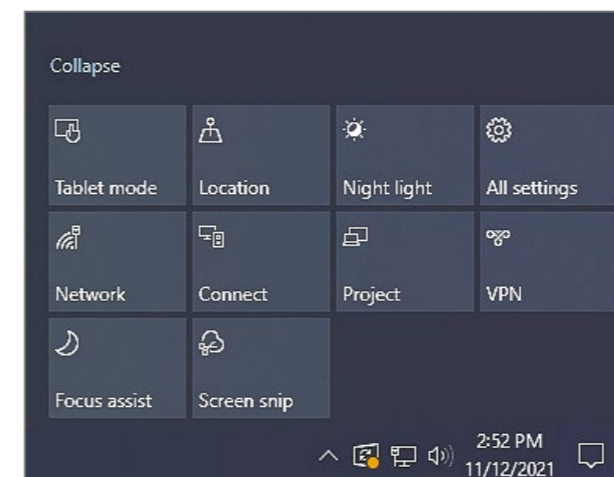 Collapse
Tablet mode Location Night light All settings
Network Connect Project VPN
Focus assist Screen snip
2:52 PM
11/12/2021